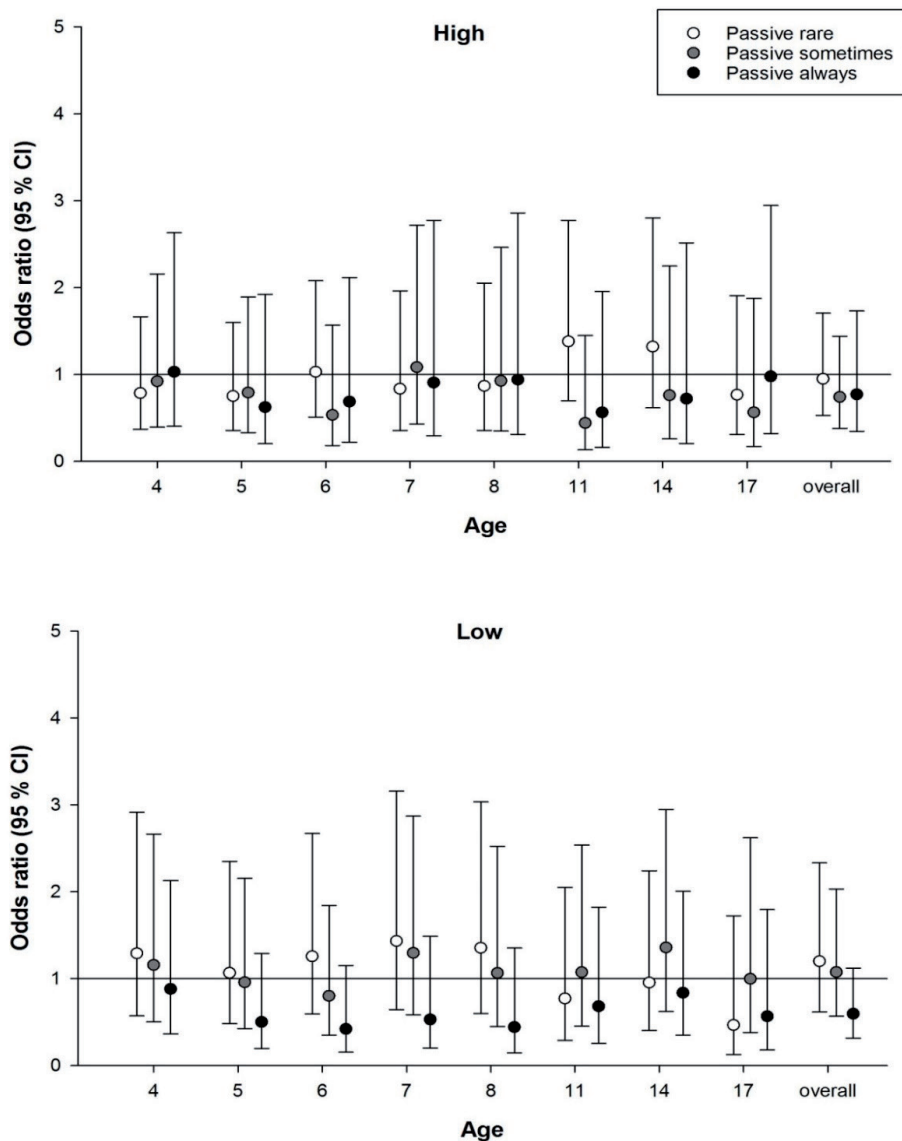 High
Passive rare
Passive sometimes
Passive always
Odds ratio (95 % CI)
5
4
3
2
1
0
4 5 6 7 8 11 14 17 overall
Age
Low
Odds ratio (95 % CI)
5
4
3
2
1
0
4 5 6 7 8 11 14 17 overall
Age